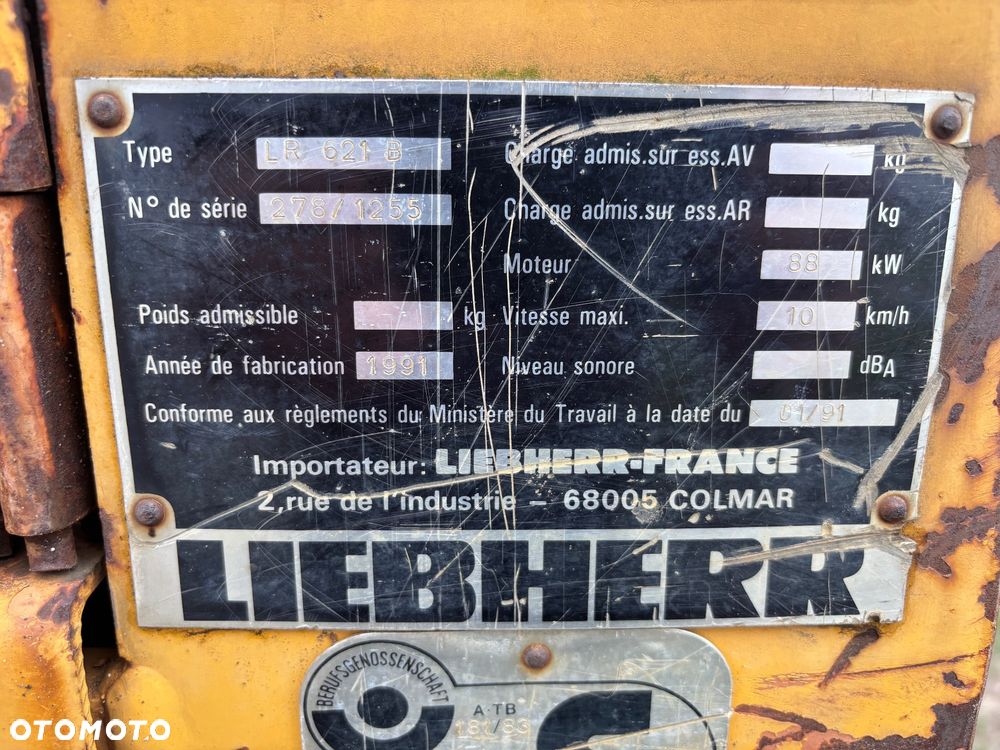 Type LR 621 B
Charge admis.sur ess.AV kg
N° de série 278/1255
Charge admis.sur ess.AR kg
Moteur 88 kW
Poids admissible kg
Vitesse maxi. 10 km/h
Année de fabrication 1991
Niveau sonore dBA
Conforme aux règlements du Ministère du Travail à la date du 01/91
Importateur: LIEBHERR-FRANCE
2,rue de l'industrie – 68005 COLMAR
LIEBHERR
BERUFSGENOSSENSCHAFT
A-TB
181/83
OTOMOTO